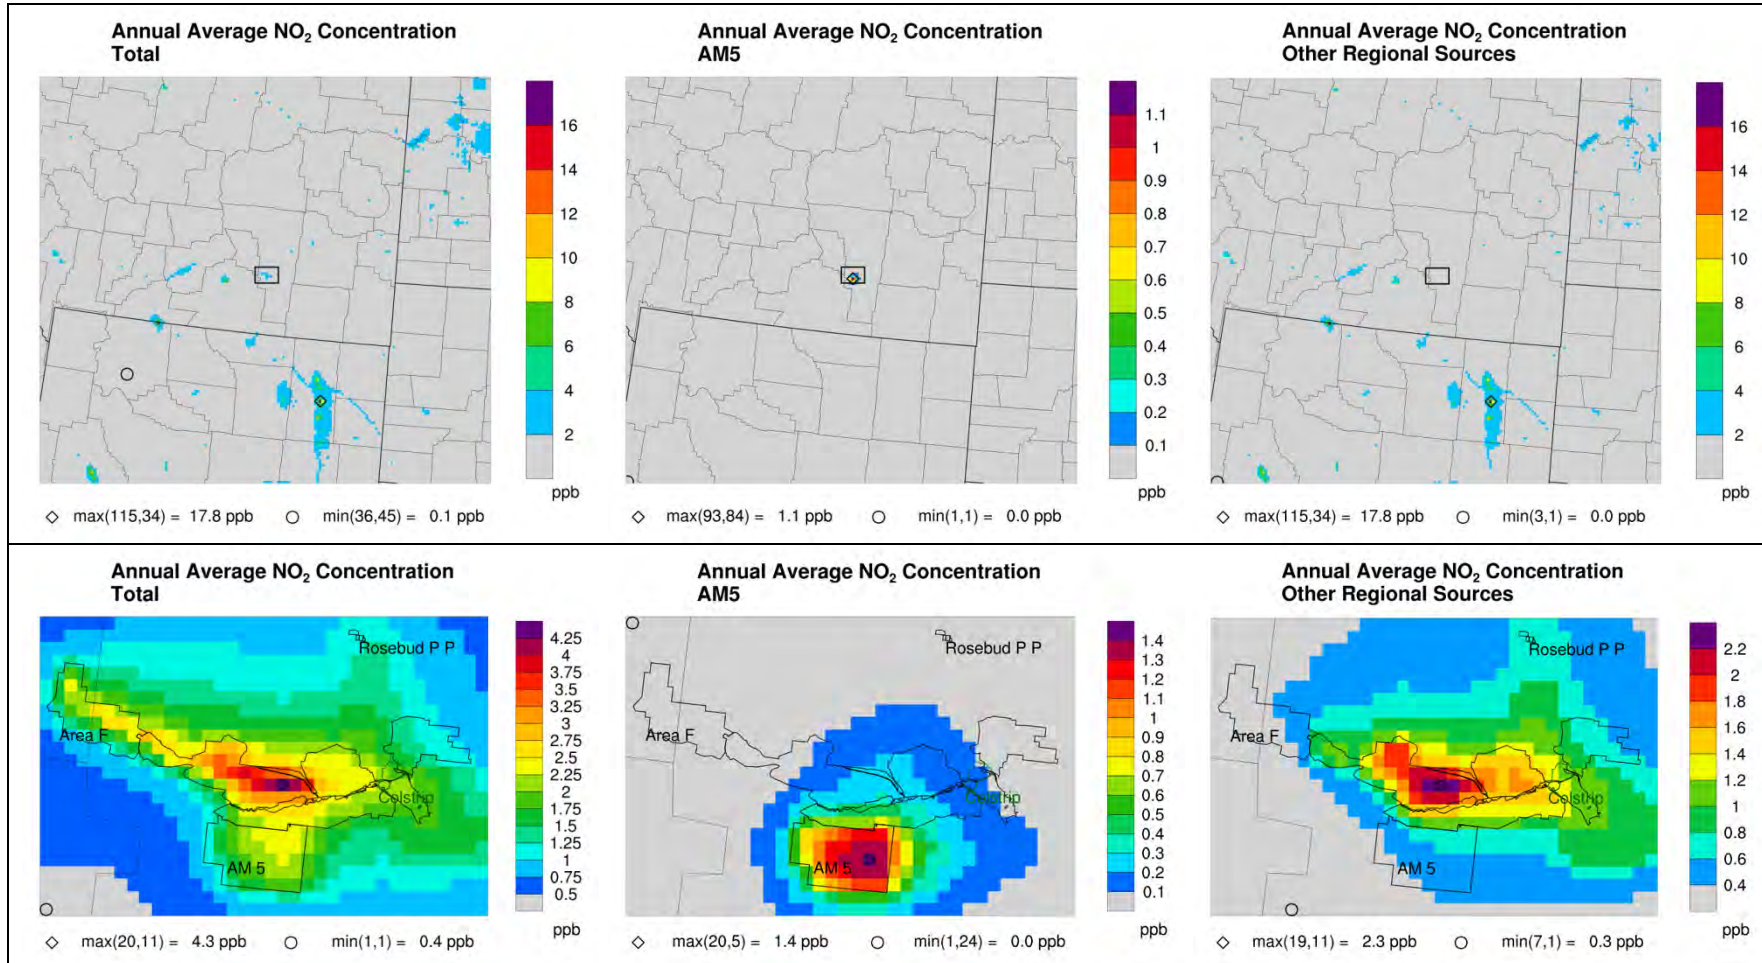 Annual Average NO₂ Concentration
Total
16
14
12
10
8
6
4
2
ppb
max(115,34) = 17.8 ppb min(36,45) = 0.1 ppb
Annual Average NO₂ Concentration
AM5
1.1
1
0.9
0.8
0.7
0.6
0.5
0.4
0.3
0.2
0.1
ppb
max(93,84) = 1.1 ppb min(1,1) = 0.0 ppb
Annual Average NO₂ Concentration
Other Regional Sources
16
14
12
10
8
6
4
2
ppb
max(115,34) = 17.8 ppb min(3,1) = 0.0 ppb
Annual Average NO₂ Concentration
Total
Rosebud P P
Area F
Colstrip
AM 5
4.25
4
3.75
3.5
3.25
3
2.75
2.5
2.25
2
1.75
1.5
1.25
1
0.75
0.5
ppb
max(20,11) = 4.3 ppb min(1,1) = 0.4 ppb
Annual Average NO₂ Concentration
AM5
Rosebud P P
Area F
Colstrip
AM 5
1.4
1.3
1.2
1.1
1
0.9
0.8
0.7
0.6
0.5
0.4
0.3
0.2
0.1
ppb
max(20,5) = 1.4 ppb min(1,24) = 0.0 ppb
Annual Average NO₂ Concentration
Other Regional Sources
Rosebud P P
Area F
Colstrip
AM 5
2.2
2
1.8
1.6
1.4
1.2
1
0.8
0.6
0.4
ppb
max(19,11) = 2.3 ppb min(7,1) = 0.3 ppb